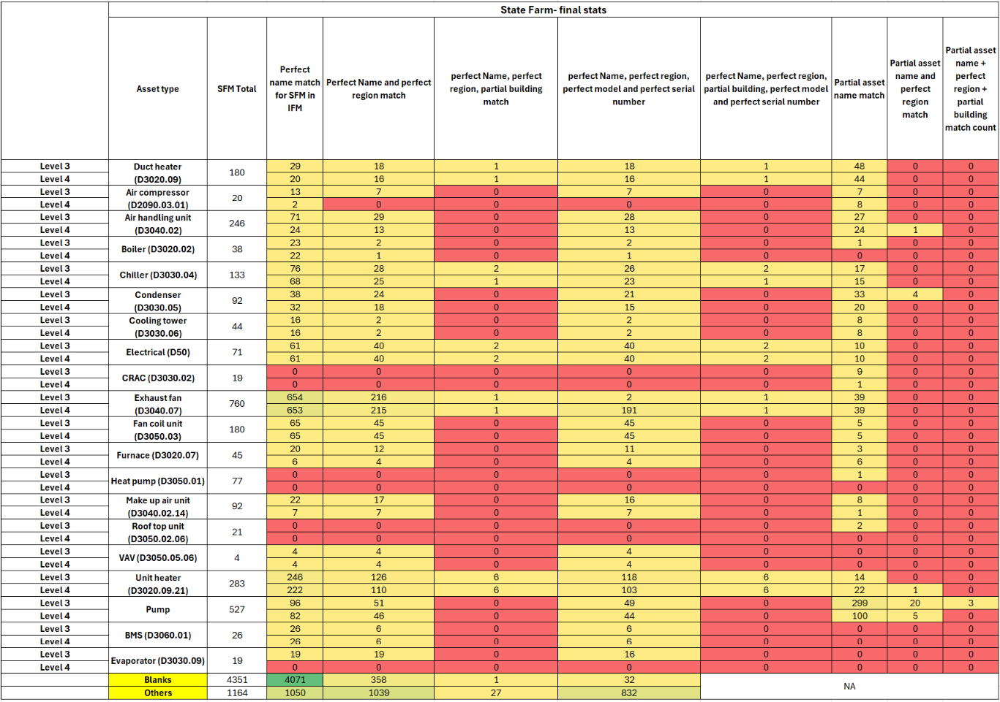 State Farm- final stats
Asset type | SFM Total | Perfect name match for SFM in IFM | Perfect Name and perfect region match | perfect Name, perfect region, partial building match | perfect Name, perfect region, perfect model and perfect serial number | perfect Name, perfect region, partial building, perfect model and perfect serial number | Partial asset name match | Partial asset name and perfect region match | Partial asset name + perfect region + partial building match count
Level 3 | Duct heater (D3020.09) | 180 | 29 | 18 | 1 | 18 | 1 | 48 | 0 | 0
Level 4 | 20 | 16 | 1 | 16 | 1 | 44 | 0 | 0
Level 3 | Air compressor (D2090.03.01) | 20 | 13 | 7 | 0 | 7 | 0 | 7 | 0 | 0
Level 4 | 2 | 0 | 0 | 0 | 0 | 8 | 0 | 0
Level 3 | Air handling unit (D3040.02) | 246 | 71 | 29 | 0 | 28 | 0 | 27 | 0 | 0
Level 4 | 24 | 13 | 0 | 13 | 0 | 24 | 1 | 0
Level 3 | Boiler (D3020.02) | 38 | 23 | 2 | 0 | 2 | 0 | 1 | 0 | 0
Level 4 | 22 | 1 | 0 | 1 | 0 | 0 | 0 | 0
Level 3 | Chiller (D3030.04) | 133 | 76 | 28 | 2 | 26 | 2 | 17 | 0 | 0
Level 4 | 68 | 25 | 1 | 23 | 1 | 15 | 0 | 0
Level 3 | Condenser (D3030.05) | 92 | 38 | 24 | 0 | 21 | 0 | 33 | 4 | 0
Level 4 | 32 | 18 | 0 | 15 | 0 | 20 | 0 | 0
Level 3 | Cooling tower (D3030.06) | 44 | 16 | 2 | 0 | 2 | 0 | 8 | 0 | 0
Level 4 | 16 | 2 | 0 | 2 | 0 | 8 | 0 | 0
Level 3 | Electrical (D50) | 71 | 61 | 40 | 2 | 40 | 2 | 10 | 0 | 0
Level 4 | 61 | 40 | 2 | 40 | 2 | 10 | 0 | 0
Level 3 | CRAC (D3030.02) | 19 | 0 | 0 | 0 | 0 | 0 | 9 | 0 | 0
Level 4 | 0 | 0 | 0 | 0 | 0 | 1 | 0 | 0
Level 3 | Exhaust fan (D3040.07) | 760 | 654 | 216 | 1 | 2 | 1 | 39 | 0 | 0
Level 4 | 653 | 215 | 1 | 191 | 1 | 39 | 0 | 0
Level 3 | Fan coil unit (D3050.03) | 180 | 65 | 45 | 0 | 45 | 0 | 5 | 0 | 0
Level 4 | 65 | 45 | 0 | 45 | 0 | 5 | 0 | 0
Level 3 | Furnace (D3020.07) | 45 | 20 | 12 | 0 | 11 | 0 | 3 | 0 | 0
Level 4 | 6 | 4 | 0 | 4 | 0 | 6 | 0 | 0
Level 3 | Heat pump (D3050.01) | 77 | 0 | 0 | 0 | 0 | 0 | 1 | 0 | 0
Level 4 | 0 | 0 | 0 | 0 | 0 | 0 | 0 | 0
Level 3 | Make up air unit (D3040.02.14) | 92 | 22 | 17 | 0 | 16 | 0 | 8 | 0 | 0
Level 4 | 7 | 7 | 0 | 7 | 0 | 1 | 0 | 0
Level 3 | Roof top unit (D3050.02.06) | 21 | 0 | 0 | 0 | 0 | 0 | 2 | 0 | 0
Level 4 | 0 | 0 | 0 | 0 | 0 | 0 | 0 | 0
Level 3 | VAV (D3050.05.06) | 4 | 4 | 4 | 0 | 4 | 0 | 0 | 0 | 0
Level 4 | 4 | 4 | 0 | 4 | 0 | 0 | 0 | 0
Level 3 | Unit heater (D3020.09.21) | 283 | 246 | 126 | 6 | 118 | 6 | 14 | 0 | 0
Level 4 | 222 | 110 | 6 | 103 | 6 | 22 | 1 | 0
Level 3 | Pump | 527 | 96 | 51 | 0 | 49 | 0 | 299 | 20 | 3
Level 4 | 82 | 46 | 0 | 44 | 0 | 100 | 5 | 0
Level 3 | BMS (D3060.01) | 26 | 26 | 6 | 0 | 6 | 0 | 0 | 0 | 0
Level 4 | 26 | 6 | 0 | 6 | 0 | 0 | 0 | 0
Level 3 | Evaporator (D3030.09) | 19 | 19 | 19 | 0 | 16 | 0 | 0 | 0 | 0
Level 4 | 0 | 0 | 0 | 0 | 0 | 0 | 0 | 0
Blanks | 4351 | 4071 | 358 | 1 | 32 | NA
Others | 1164 | 1050 | 1039 | 27 | 832